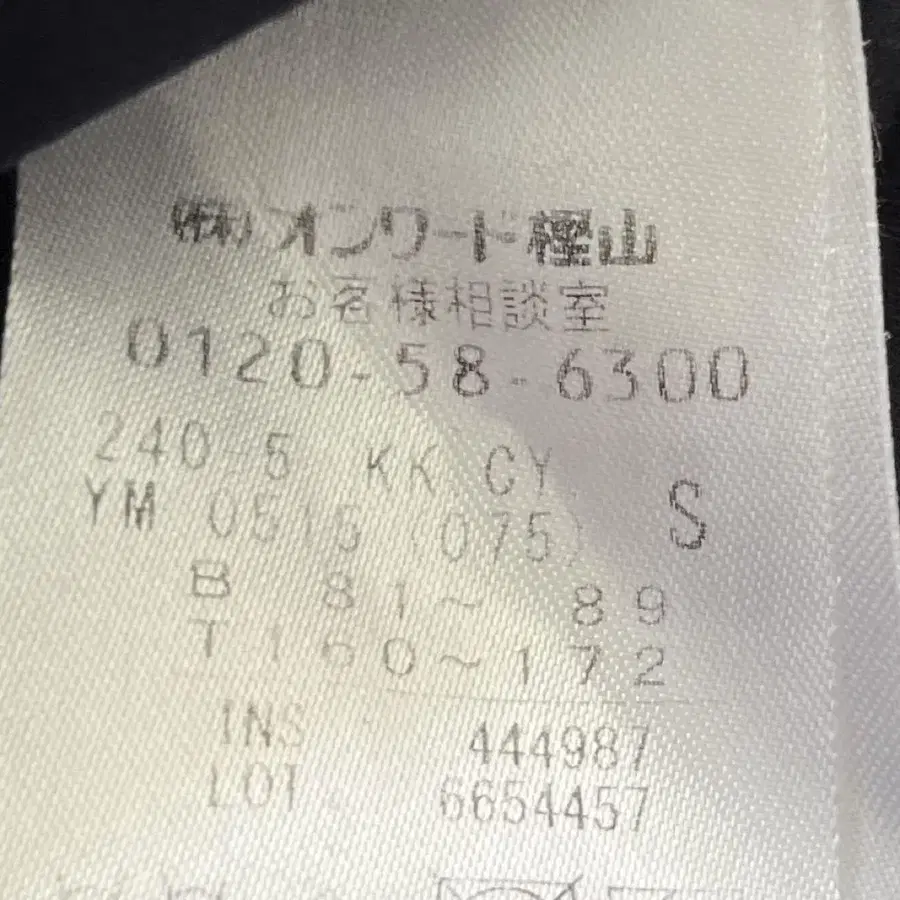 (株)オンワード樫山
お客様相談室
0120-58-6300
240-5 KK CY
YM 0515 (075) S
B 81～ 89
T 160～172
INS 444987
LOT 6654457